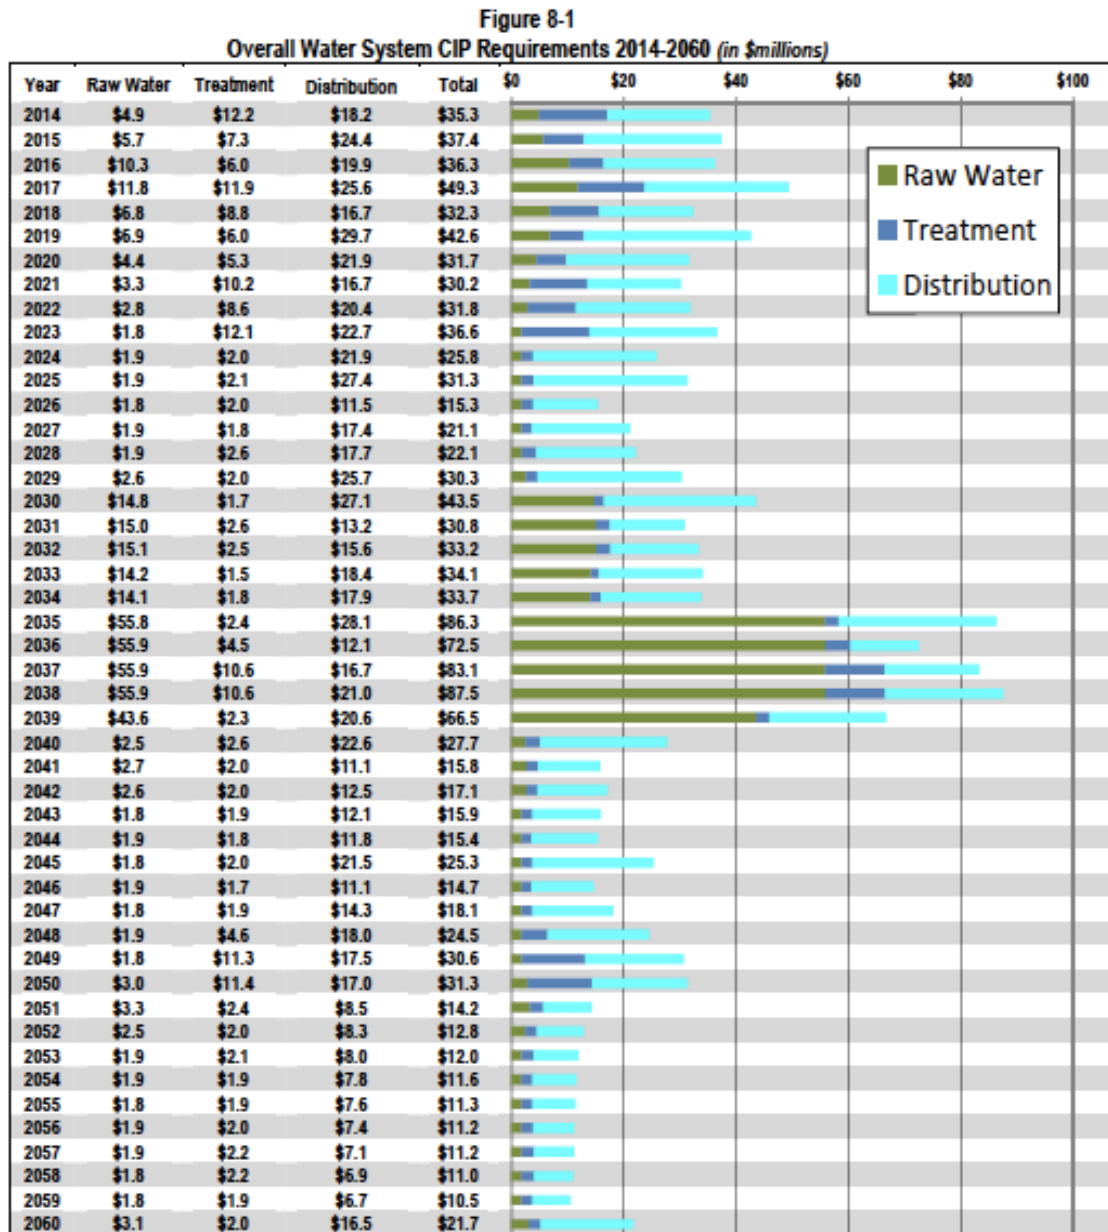 Figure 8-1
Overall Water System CIP Requirements 2014-2060 (in $millions)
Year Raw Water Treatment Distribution Total $0 $20 $40 $60 $80 $100
2014 $4.9 $12.2 $18.2 $35.3
2015 $5.7 $7.3 $24.4 $37.4
2016 $10.3 $6.0 $19.9 $36.3
2017 $11.8 $11.9 $25.6 $49.3
2018 $6.8 $8.8 $16.7 $32.3
2019 $6.9 $6.0 $29.7 $42.6
2020 $4.4 $5.3 $21.9 $31.7
2021 $3.3 $10.2 $16.7 $30.2
2022 $2.8 $8.6 $20.4 $31.8
2023 $1.8 $12.1 $22.7 $36.6
2024 $1.9 $2.0 $21.9 $25.8
2025 $1.9 $2.1 $27.4 $31.3
2026 $1.8 $2.0 $11.5 $15.3
2027 $1.9 $1.8 $17.4 $21.1
2028 $1.9 $2.6 $17.7 $22.1
2029 $2.6 $2.0 $25.7 $30.3
2030 $14.8 $1.7 $27.1 $43.5
2031 $15.0 $2.6 $13.2 $30.8
2032 $15.1 $2.5 $15.6 $33.2
2033 $14.2 $1.5 $18.4 $34.1
2034 $14.1 $1.8 $17.9 $33.7
2035 $55.8 $2.4 $28.1 $86.3
2036 $55.9 $4.5 $12.1 $72.5
2037 $55.9 $10.6 $16.7 $83.1
2038 $55.9 $10.6 $21.0 $87.5
2039 $43.6 $2.3 $20.6 $66.5
2040 $2.5 $2.6 $22.6 $27.7
2041 $2.7 $2.0 $11.1 $15.8
2042 $2.6 $2.0 $12.5 $17.1
2043 $1.8 $1.9 $12.1 $15.9
2044 $1.9 $1.8 $11.8 $15.4
2045 $1.8 $2.0 $21.5 $25.3
2046 $1.9 $1.7 $11.1 $14.7
2047 $1.8 $1.9 $14.3 $18.1
2048 $1.9 $4.6 $18.0 $24.5
2049 $1.8 $11.3 $17.5 $30.6
2050 $3.0 $11.4 $17.0 $31.3
2051 $3.3 $2.4 $8.5 $14.2
2052 $2.5 $2.0 $8.3 $12.8
2053 $1.9 $2.1 $8.0 $12.0
2054 $1.9 $1.9 $7.8 $11.6
2055 $1.8 $1.9 $7.6 $11.3
2056 $1.9 $2.0 $7.4 $11.2
2057 $1.9 $2.2 $7.1 $11.2
2058 $1.8 $2.2 $6.9 $11.0
2059 $1.8 $1.9 $6.7 $10.5
2060 $3.1 $2.0 $16.5 $21.7
Raw Water
Treatment
Distribution